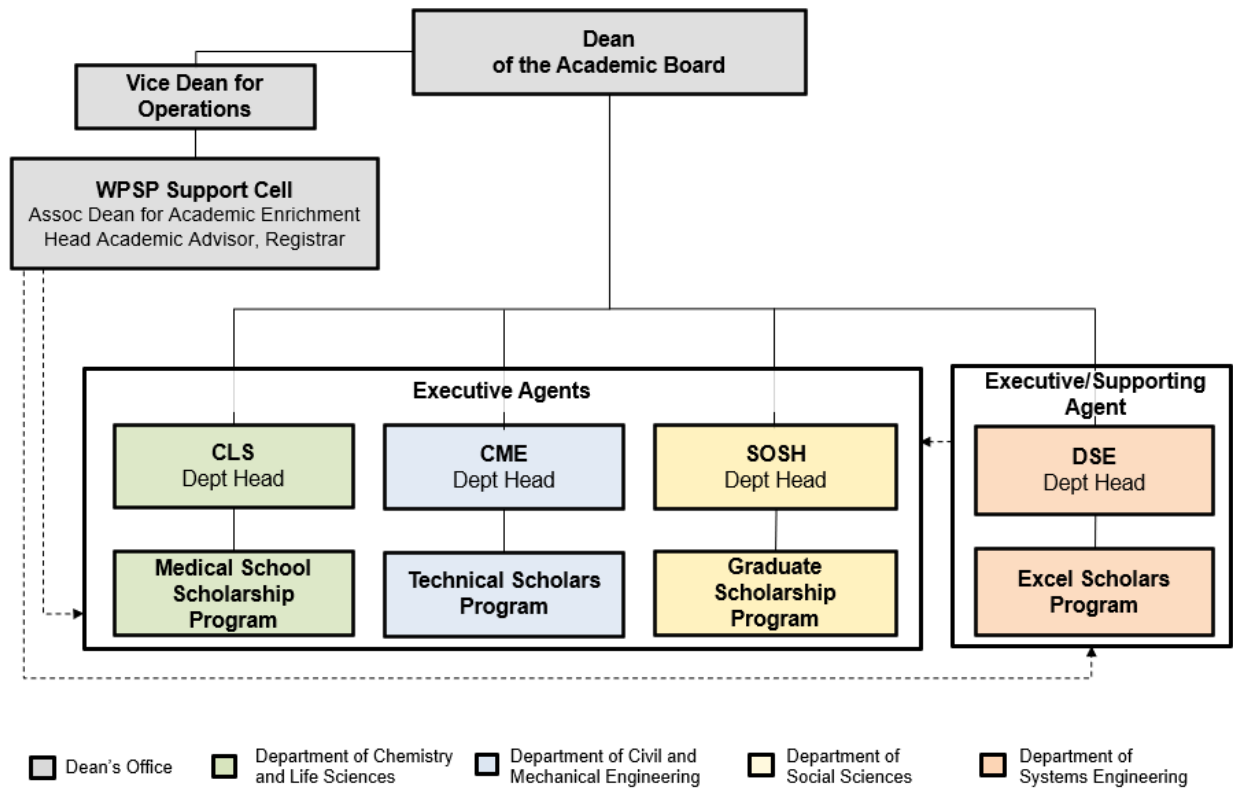 Dean
of the Academic Board
Vice Dean for
Operations
WPSP Support Cell
Assoc Dean for Academic Enrichment
Head Academic Advisor, Registrar
Executive Agents
Executive/Supporting
Agent
CLS
Dept Head
CME
Dept Head
SOSH
Dept Head
DSE
Dept Head
Medical School
Scholarship
Program
Technical Scholars
Program
Graduate
Scholarship
Program
Excel Scholars
Program
Dean's Office
Department of Chemistry
and Life Sciences
Department of Civil and
Mechanical Engineering
Department of
Social Sciences
Department of
Systems Engineering